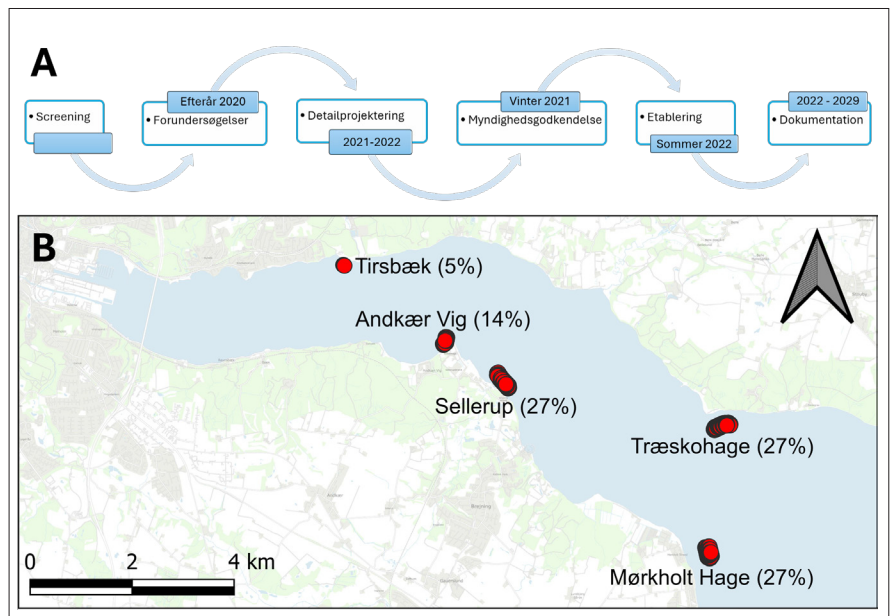 A
• Screening
Efterår 2020
• Forundersøgelser
• Detailprojektering
2021-2022
Vinter 2021
• Myndighedsgodkendelse
• Etablering
Sommer 2022
2022 - 2029
• Dokumentation
B
Tirsbæk (5%)
Andkær Vig (14%)
Sellerup (27%)
Træskohage (27%)
Mørkholt Hage (27%)
0 2 4 km